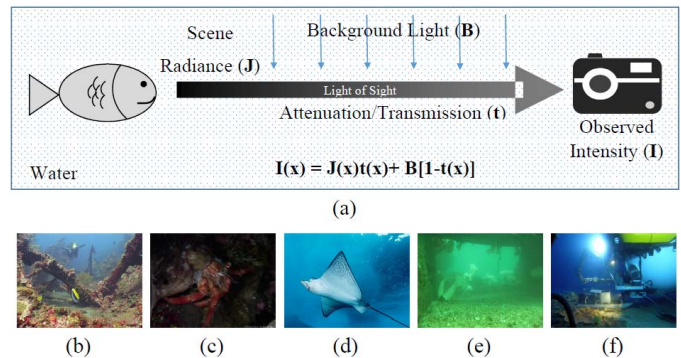 Scene
Radiance (J)
Background Light (B)
Light of Sight
Attenuation/Transmission (t)
Observed
Intensity (I)
Water
I(x) = J(x)t(x)+ B[1-t(x)]
(a)
(b) (c) (d) (e) (f)